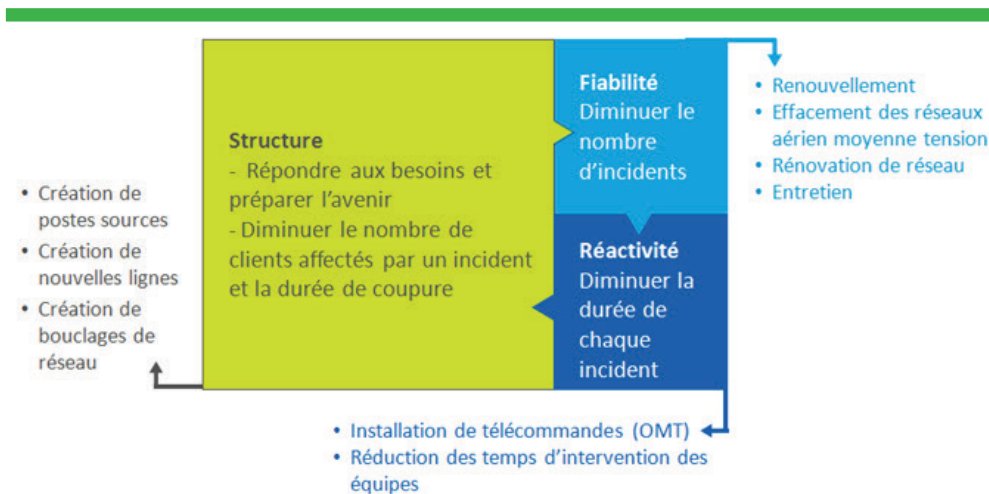 • Création de
postes sources
• Création de
nouvelles lignes
• Création de
bouclages de
réseau
Structure
- Répondre aux besoins et
préparer l'avenir
- Diminuer le nombre de
clients affectés par un incident
et la durée de coupure
Fiabilité
Diminuer le
nombre
d'incidents
Réactivité
Diminuer la
durée de
chaque
incident
• Renouvellement
• Effacement des réseaux
aérien moyenne tension
• Rénovation de réseau
• Entretien
• Installation de télécommandes (OMT)
• Réduction des temps d'intervention des
équipes